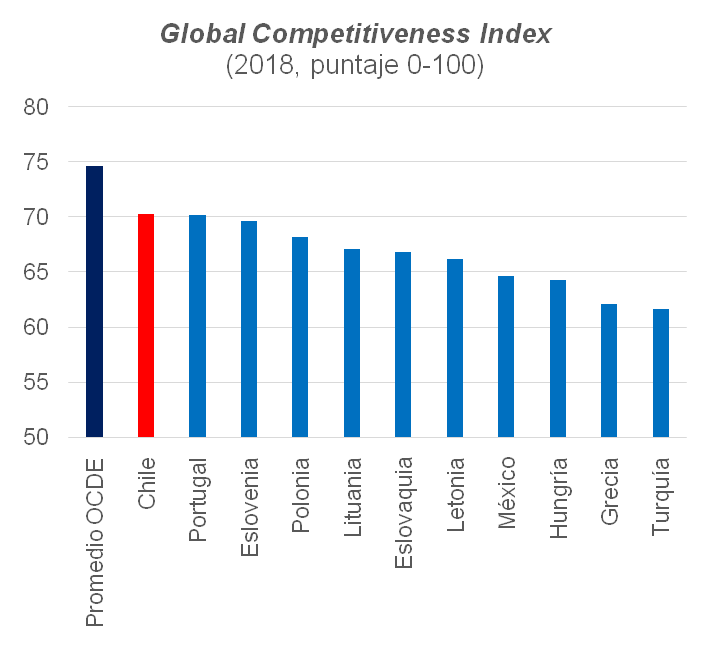 Global Competitiveness Index
(2018, puntaje 0-100)
80
75
70
65
60
55
50
Promedio OCDE
Chile
Portugal
Eslovenia
Polonia
Lituania
Eslovaquia
Letonia
México
Hungría
Grecia
Turquía